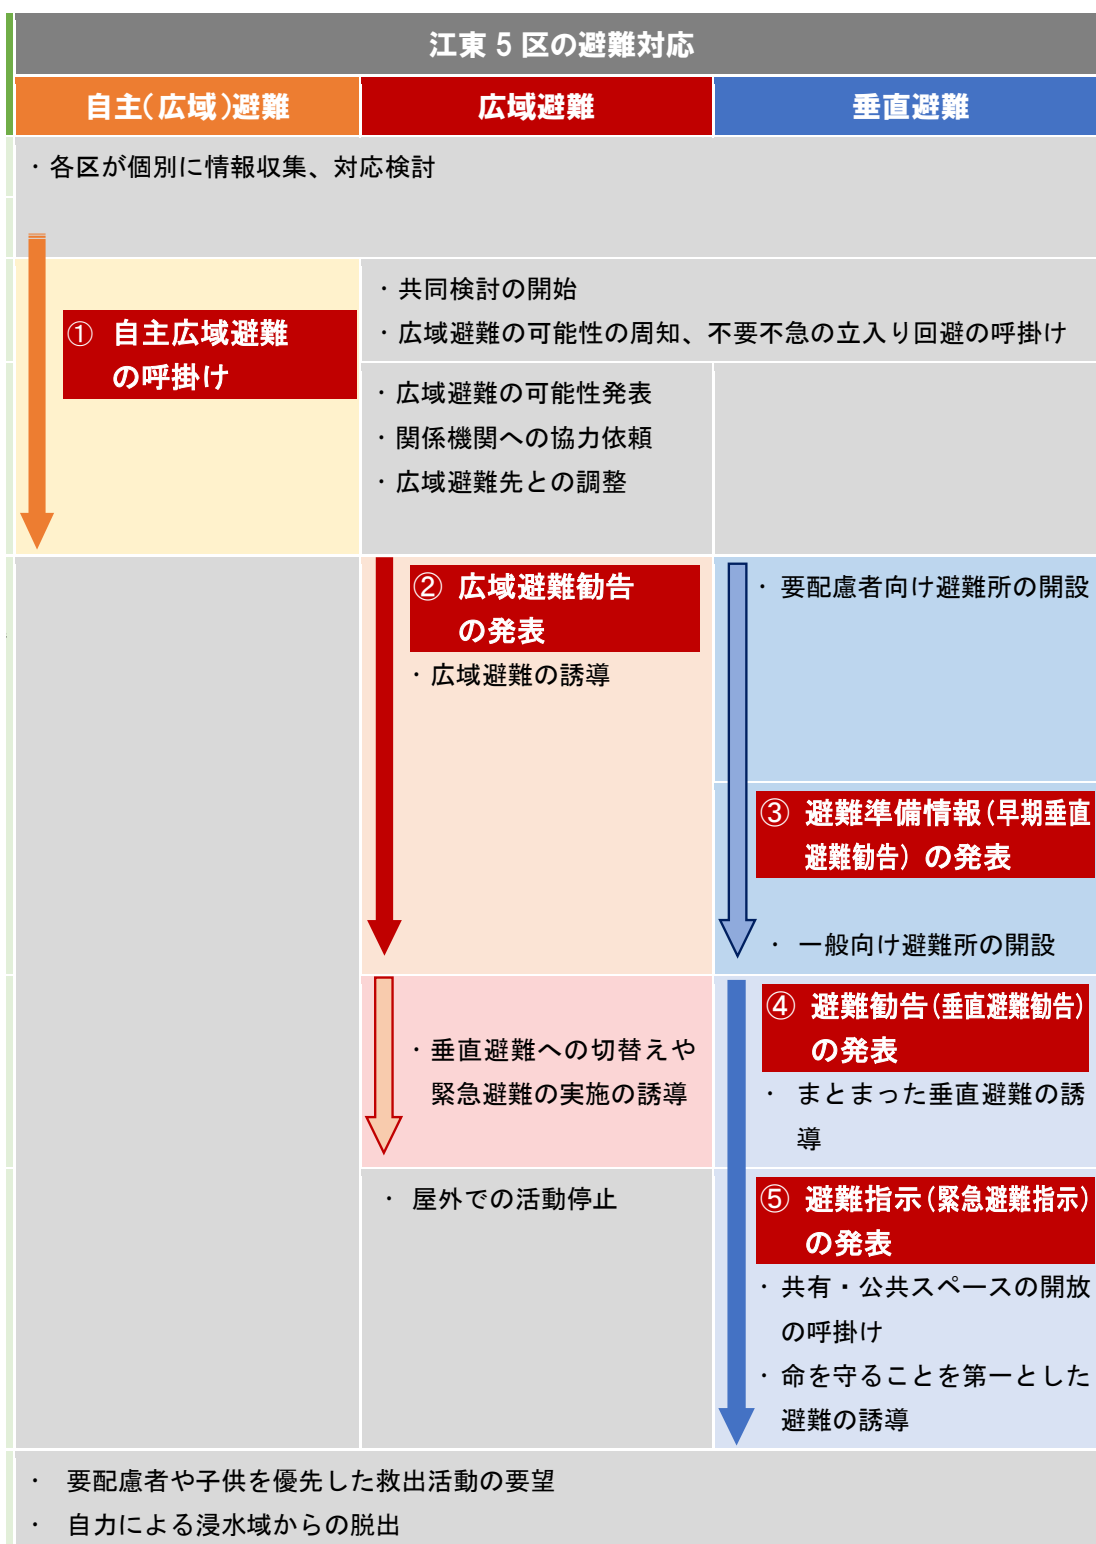 江東5区の避難対応
自主(広域)避難
広域避難
垂直避難
・各区が個別に情報収集、対応検討
① 自主広域避難
の呼掛け
・共同検討の開始
・広域避難の可能性の周知、不要不急の立入り回避の呼掛け
・広域避難の可能性発表
・関係機関への協力依頼
・広域避難先との調整
② 広域避難勧告
の発表
・広域避難の誘導
・要配慮者向け避難所の開設
③ 避難準備情報(早期垂直
避難勧告)の発表
・ 一般向け避難所の開設
・垂直避難への切替えや
緊急避難の実施の誘導
④ 避難勧告(垂直避難勧告)
の発表
・ まとまった垂直避難の誘
導
・ 屋外での活動停止
⑤ 避難指示(緊急避難指示)
の発表
・共有・公共スペースの開放
の呼掛け
・命を守ることを第一とした
避難の誘導
・ 要配慮者や子供を優先した救出活動の要望
・ 自力による浸水域からの脱出